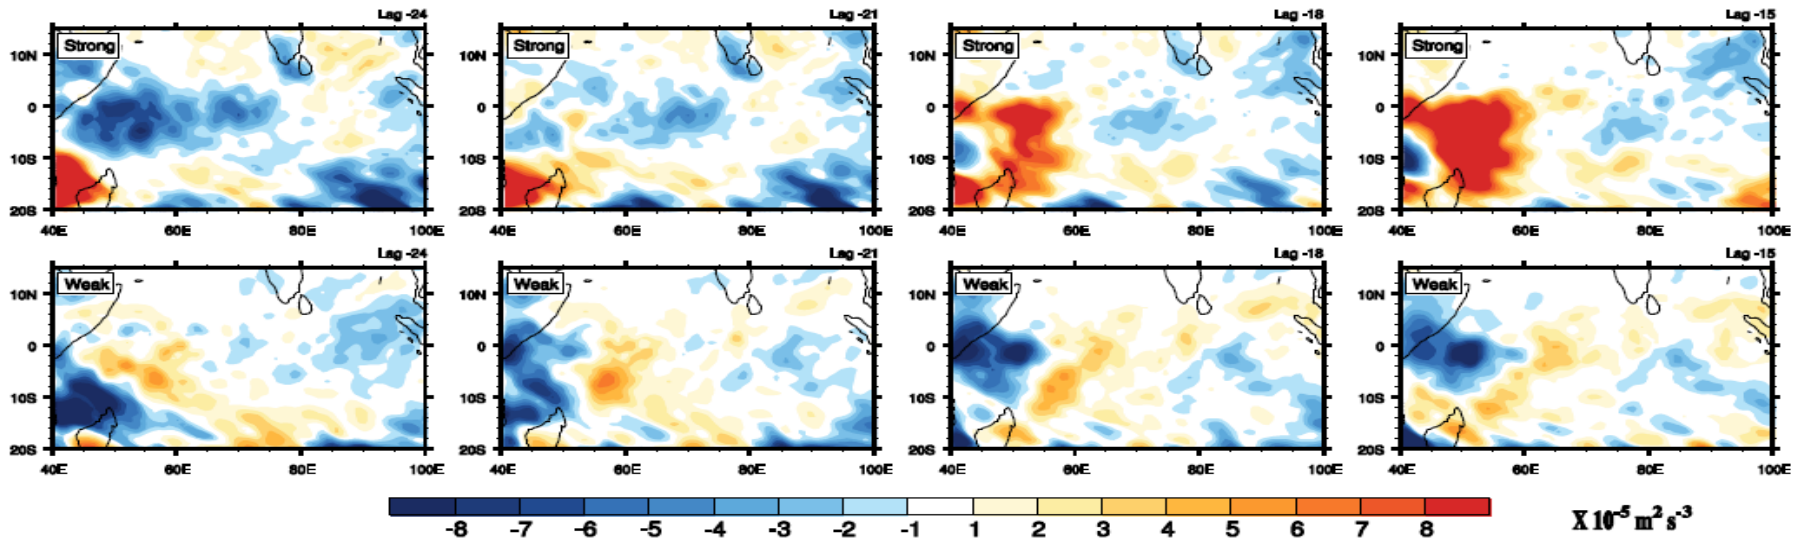 Lag -24 Lag -21 Lag -18 Lag -15
Strong Strong Strong Strong
10N 10N 10N 10N
0 0 0 0
10S 10S 10S 10S
20S 20S 20S 20S
40E 60E 80E 100E 40E 60E 80E 100E 40E 60E 80E 100E 40E 60E 80E 100E
Lag -24 Lag -21 Lag -18 Lag -15
Weak Weak Weak Weak
10N 10N 10N 10N
0 0 0 0
10S 10S 10S 10S
20S 20S 20S 20S
40E 60E 80E 100E 40E 60E 80E 100E 40E 60E 80E 100E 40E 60E 80E 100E
-8 -7 -6 -5 -4 -3 -2 -1 1 2 3 4 5 6 7 8
X 10⁻⁵ m² s⁻³